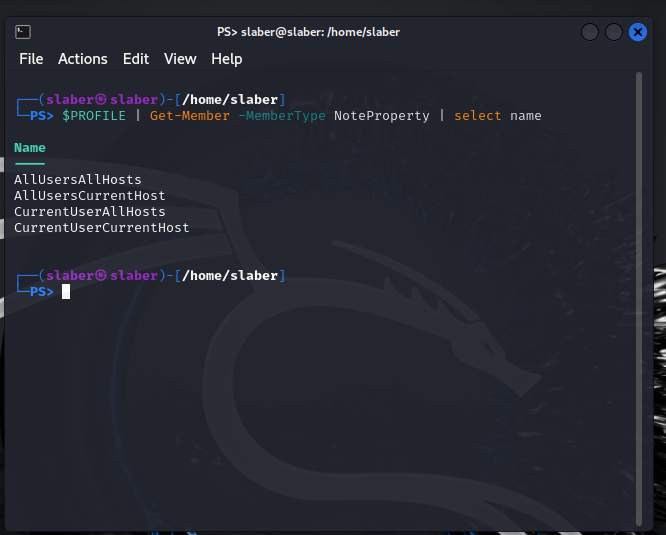 PS> slaber@slaber: /home/slaber
File Actions Edit View Help
┌──(slaber㉿slaber)-[/home/slaber]
└─PS> $PROFILE | Get-Member -MemberType NoteProperty | select name
Name
----
AllUsersAllHosts
AllUsersCurrentHost
CurrentUserAllHosts
CurrentUserCurrentHost
┌──(slaber㉿slaber)-[/home/slaber]
└─PS>